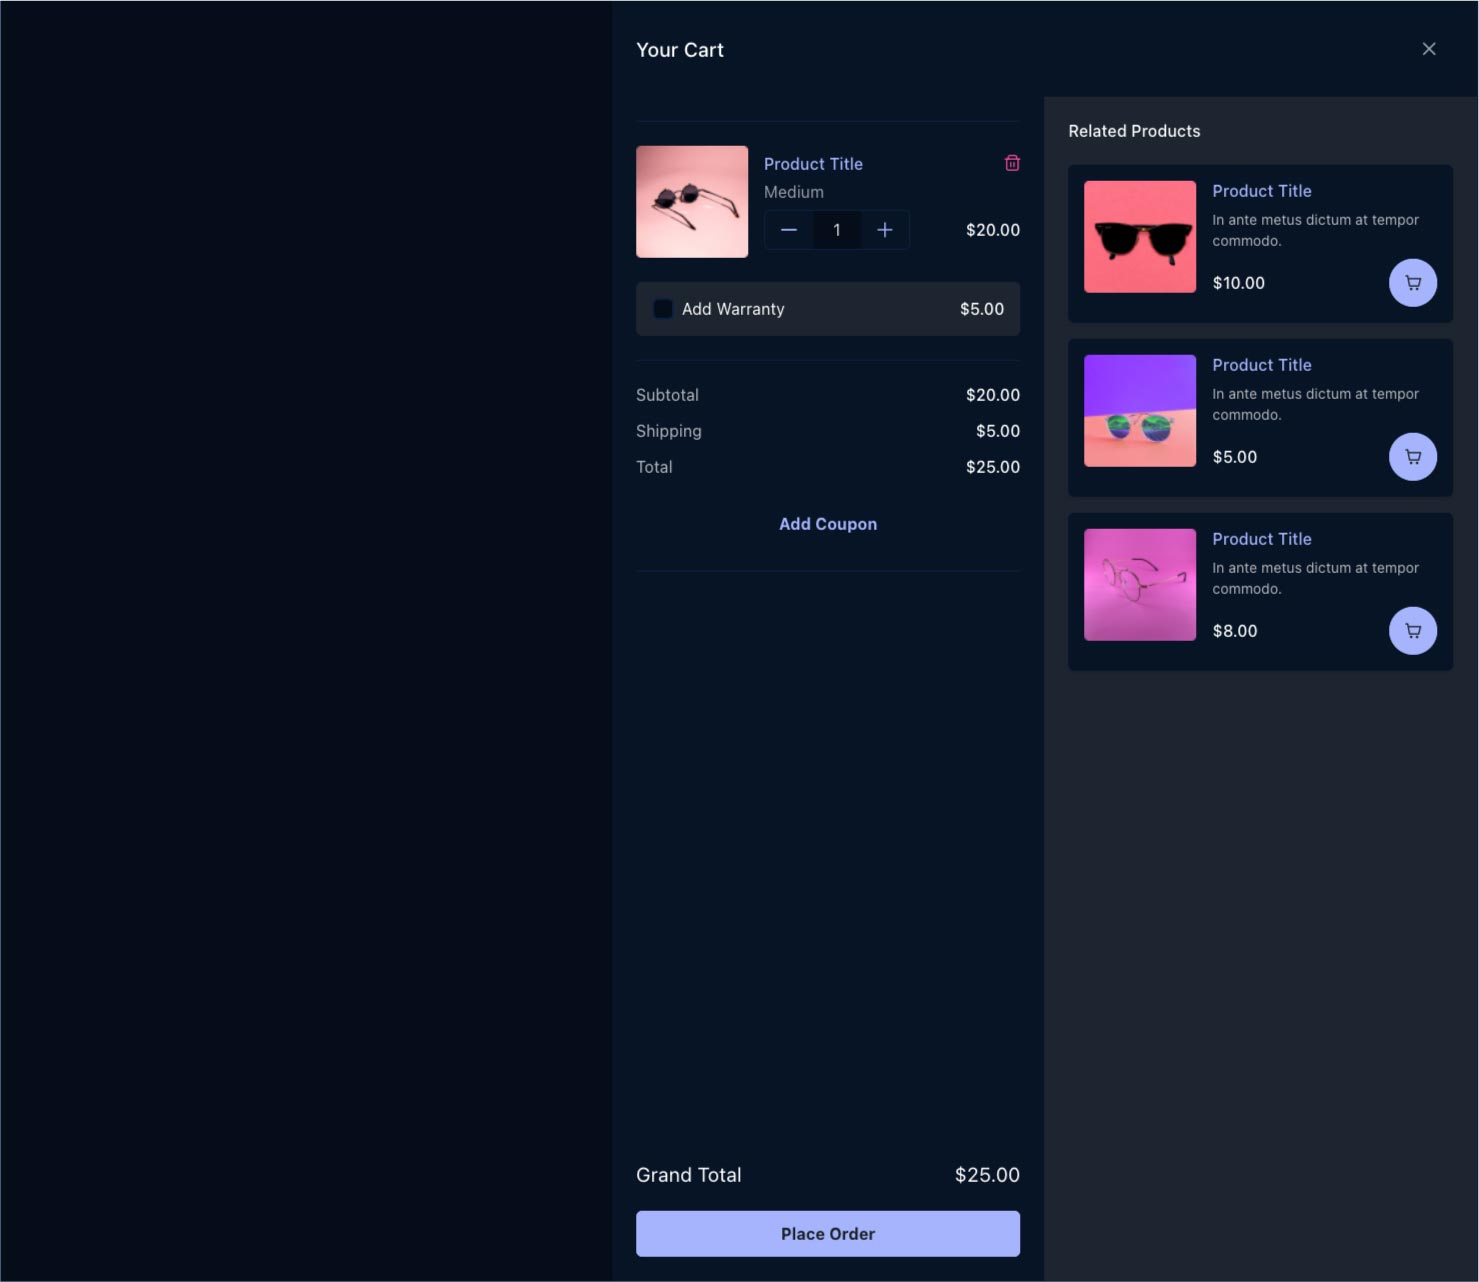 Your Cart
Product Title
Medium
1
$20.00
Add Warranty
$5.00
Subtotal
$20.00
Shipping
$5.00
Total
$25.00
Add Coupon
Grand Total
$25.00
Place Order
Related Products
Product Title
In ante metus dictum at tempor
commodo.
$10.00
Product Title
In ante metus dictum at tempor
commodo.
$5.00
Product Title
In ante metus dictum at tempor
commodo.
$8.00